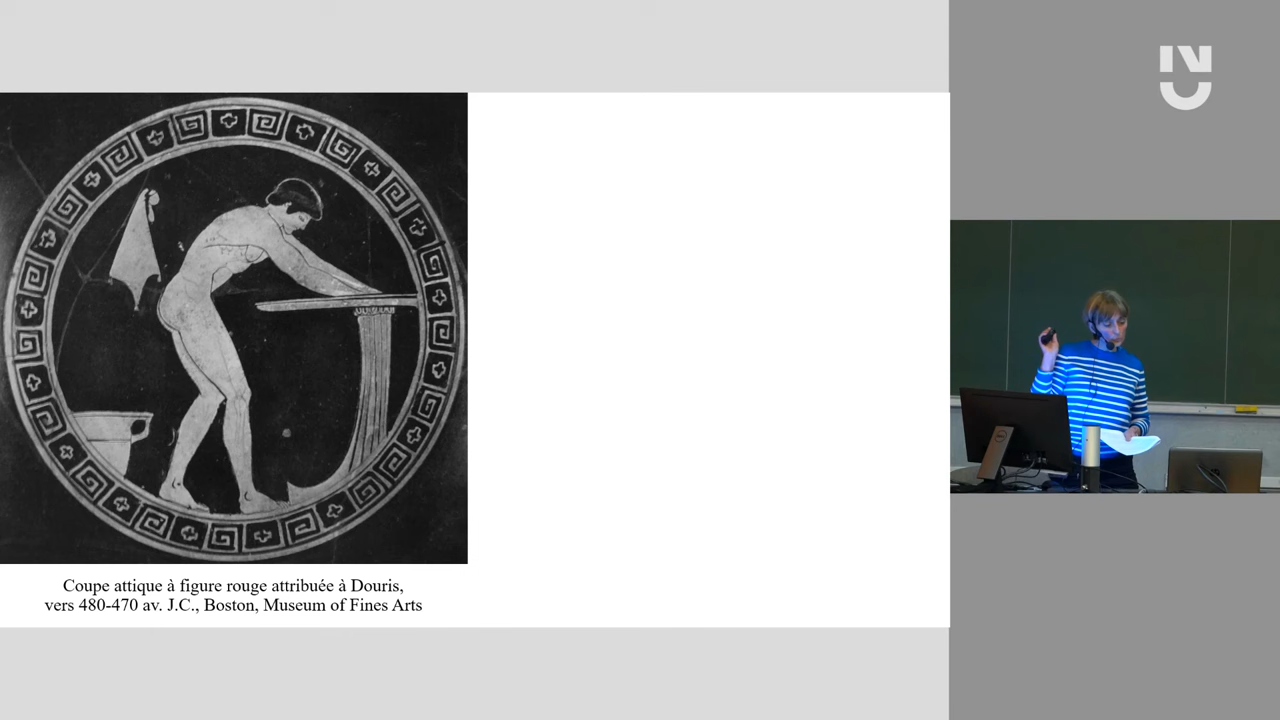 Coupe attique à figure rouge attribuée à Douris,
vers 480-470 av. J.C., Boston, Museum of Fines Arts